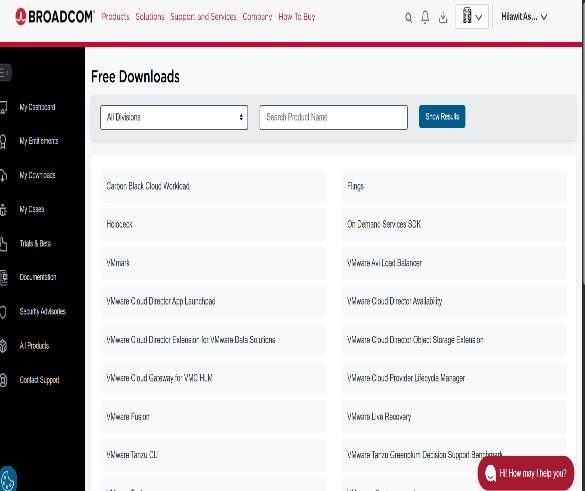 BROADCOM
Products Solutions Support and Services Company How To Buy
Hilawit As...
Free Downloads
All Divisions
Search Product Name
Show Results
My Dashboard
My Entitlements
My Downloads
My Cases
Trials & Beta
Documentation
Security Advisories
All Products
Contact Support
Carbon Black Cloud Workload
Flings
Holodeck
On Demand Services SDK
VMmark
VMware Avi Load Balancer
VMware Cloud Director App Launchpad
VMware Cloud Director Availability
VMware Cloud Director Extension for VMware Data Solutions
VMware Cloud Director Object Storage Extension
VMware Cloud Gateway for VMC HLM
VMware Cloud Provider Lifecycle Manager
VMware Fusion
VMware Live Recovery
VMware Tanzu CLI
VMware Tanzu Greenplum Decision Support Benchmark
Hi! How may I help you?